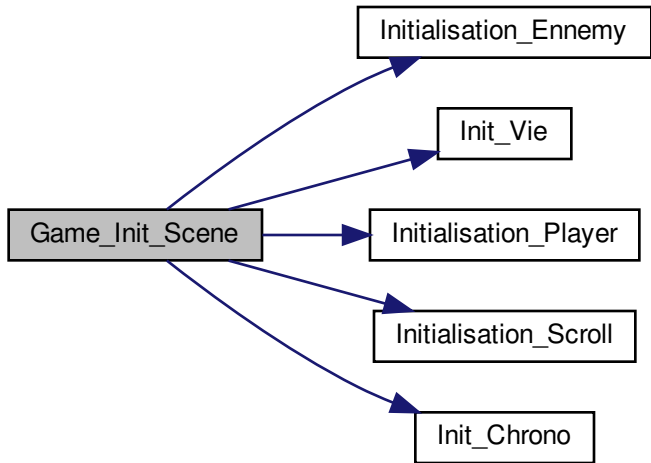 Initialisation_Ennemy
Init_Vie
Game_Init_Scene
Initialisation_Player
Initialisation_Scroll
Init_Chrono